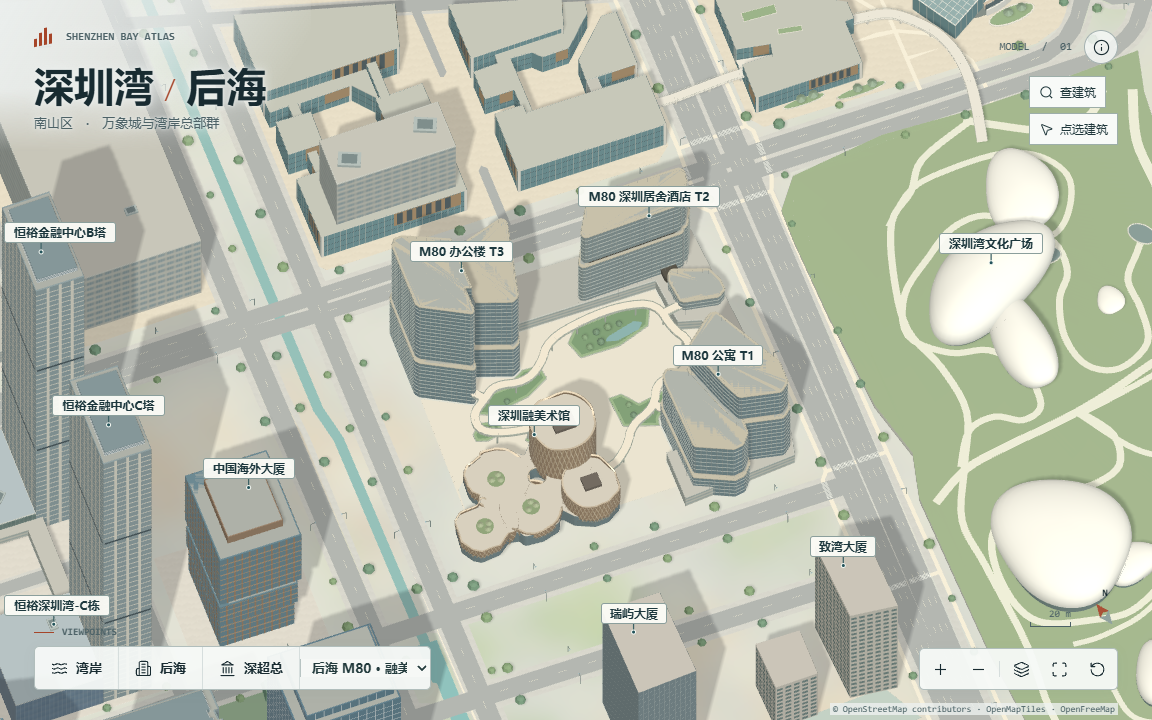 SHENZHEN BAY ATLAS
深圳湾 / 后海
南山区 · 万象城与湾岸总部群
MODEL / 01
查建筑
点选建筑
M80 深圳居舍酒店 T2
恒裕金融中心B塔
M80 办公楼 T3
深圳湾文化广场
M80 公寓 T1
恒裕金融中心C塔
深圳融美术馆
中国海外大厦
致湾大厦
恒裕深圳湾-C栋
瑞屿大厦
N
20 m
VIEWPOINTS
湾岸
后海
深超总
后海 M80 · 融美
© OpenStreetMap contributors · OpenMapTiles · OpenFreeMap